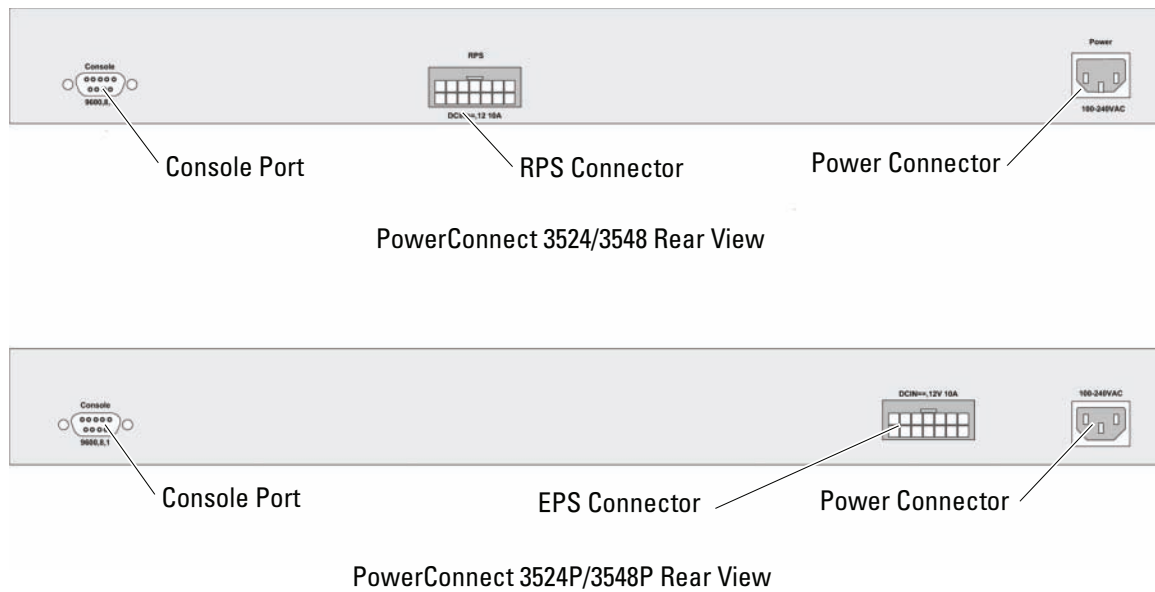 Console
9600,8,
RPS
DCIN==,12 10A
Power
100-240VAC
Console Port
RPS Connector
Power Connector
PowerConnect 3524/3548 Rear View
Console
9600,8,1
DCIN==,12V 10A
100-240VAC
Console Port
EPS Connector
Power Connector
PowerConnect 3524P/3548P Rear View